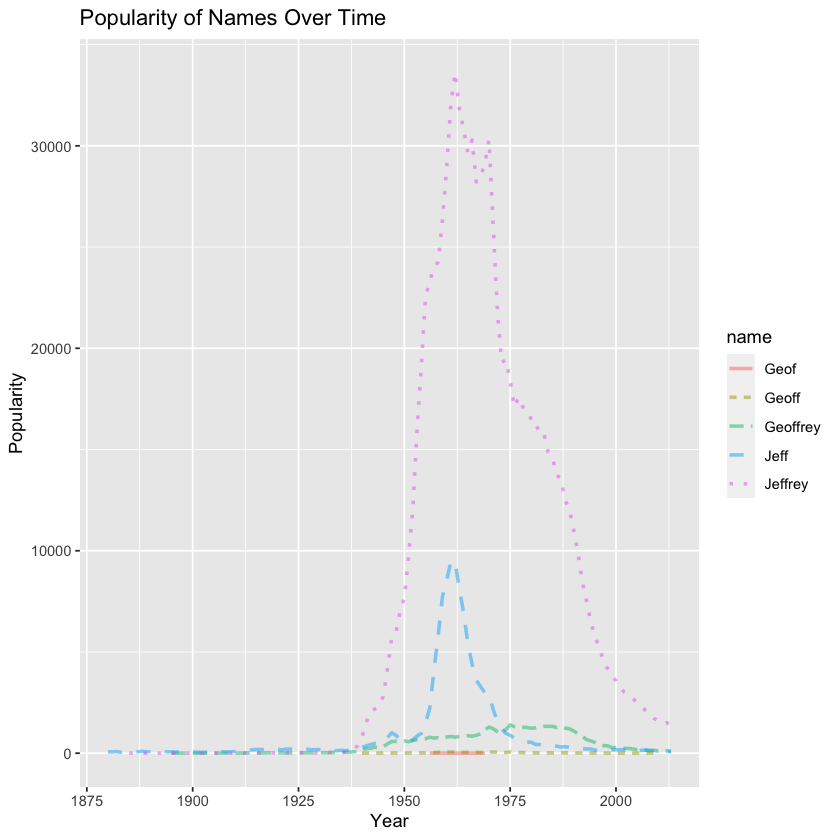 Popularity of Names Over Time
30000
20000
10000
0
Popularity
1875 1900 1925 1950 1975 2000
Year
name
Geof
Geoff
Geoffrey
Jeff
Jeffrey